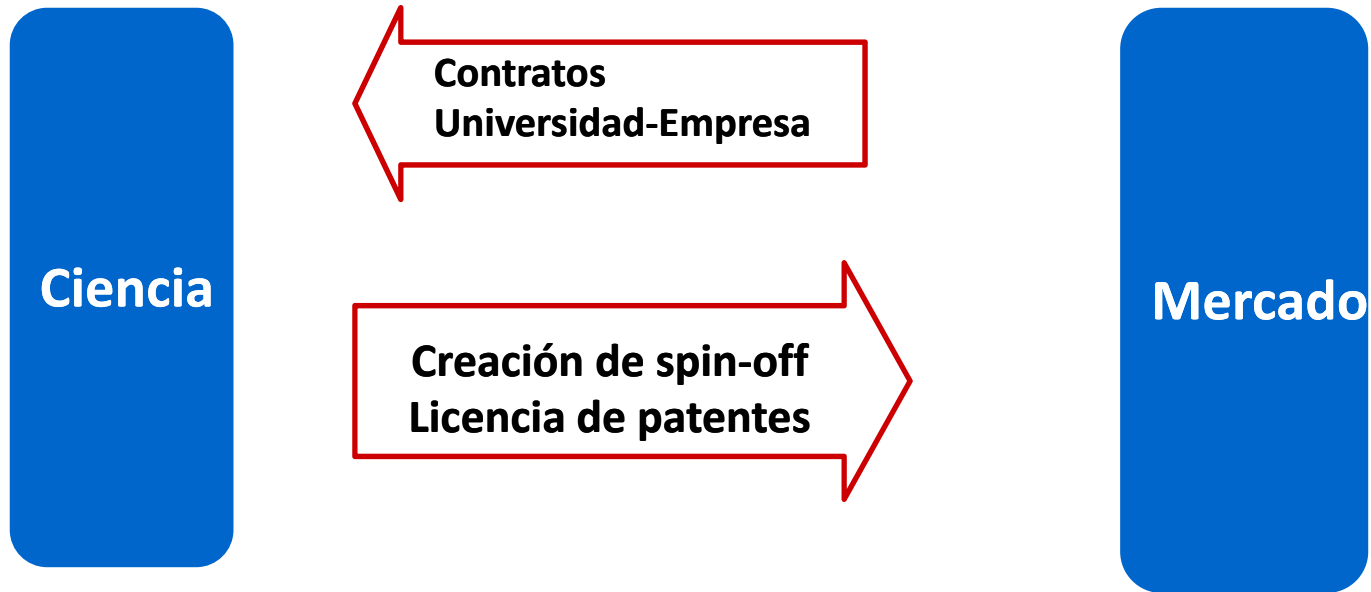 Contratos
Universidad-Empresa
Ciencia
Mercado
Creación de spin-off
Licencia de patentes